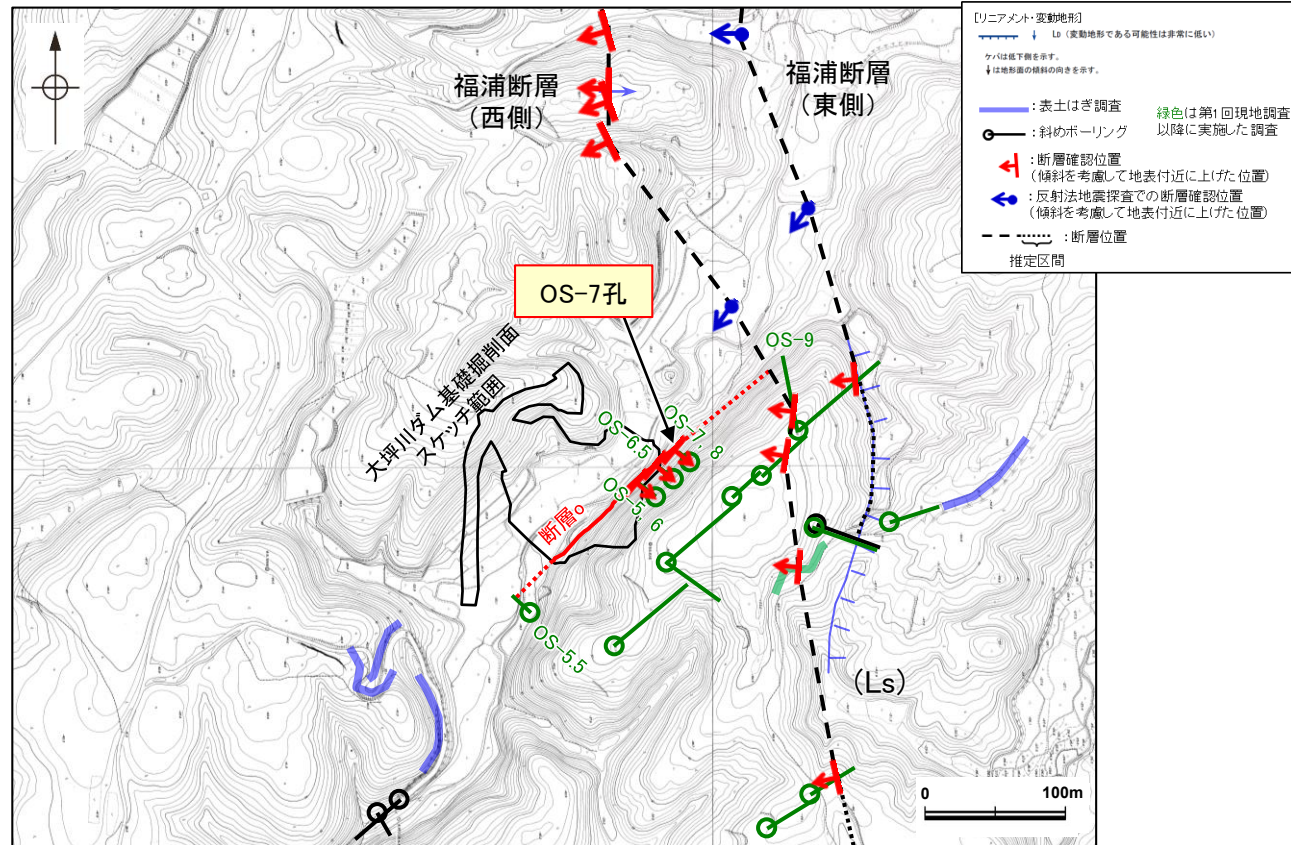 [リニアメント・変動地形]
LD (変動地形である可能性は非常に低い)
ケバは低下側を示す。
↓は地形面の傾斜の向きを示す。
：表土はぎ調査
緑色は第1回現地調査
以降に実施した調査
：斜めボーリング
：断層確認位置
(傾斜を考慮して地表付近に上げた位置)
：反射法地震探査での断層確認位置
(傾斜を考慮して地表付近に上げた位置)
：断層位置
推定区間
福浦断層
(西側)
福浦断層
(東側)
OS-7孔
OS-9
大坪川ダム基礎掘削面
スケッチ範囲
OS-6.5
OS-7, 8
OS-5, 6
断層o
OS-5.5
(Ls)
0
100m